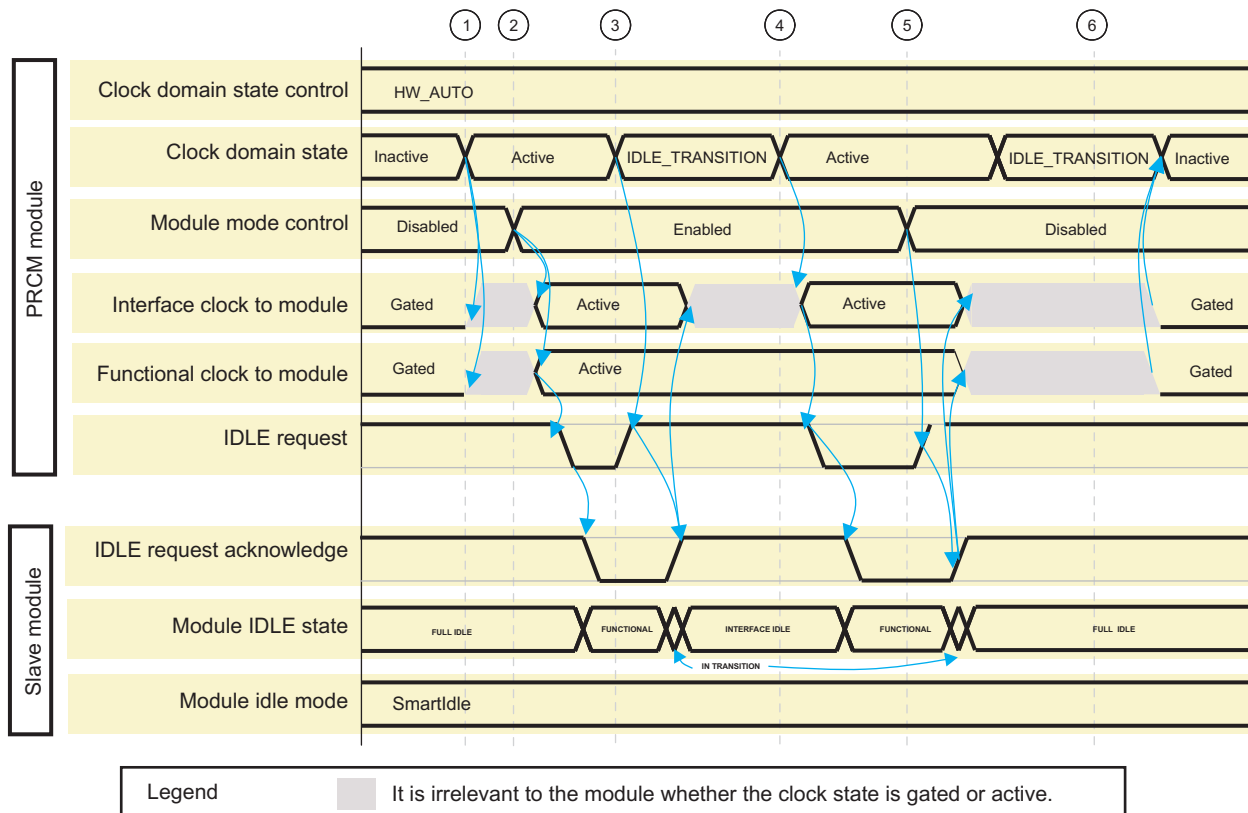 1 2 3 4 5 6
PRCM module
Clock domain state control
HW_AUTO
Clock domain state
Inactive Active IDLE_TRANSITION Active IDLE_TRANSITION Inactive
Module mode control
Disabled Enabled Disabled
Interface clock to module
Gated Active Active Gated
Functional clock to module
Gated Active Gated
IDLE request
Slave module
IDLE request acknowledge
Module IDLE state
FULL IDLE FUNCTIONAL INTERFACE IDLE FUNCTIONAL FULL IDLE
IN TRANSITION
Module idle mode
SmartIdle
Legend
It is irrelevant to the module whether the clock state is gated or active.